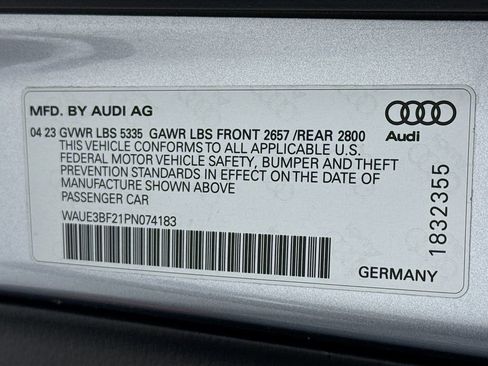 MFD. BY AUDI AG
04 23 GVWR LBS 5335 GAWR LBS FRONT 2657 /REAR 2800
THIS VEHICLE CONFORMS TO ALL APPLICABLE U.S.
FEDERAL MOTOR VEHICLE SAFETY, BUMPER AND THEFT
PREVENTION STANDARDS IN EFFECT ON THE DATE OF
MANUFACTURE SHOWN ABOVE
PASSENGER CAR
WAUE3BF21PN074183
Audi
1832355
GERMANY